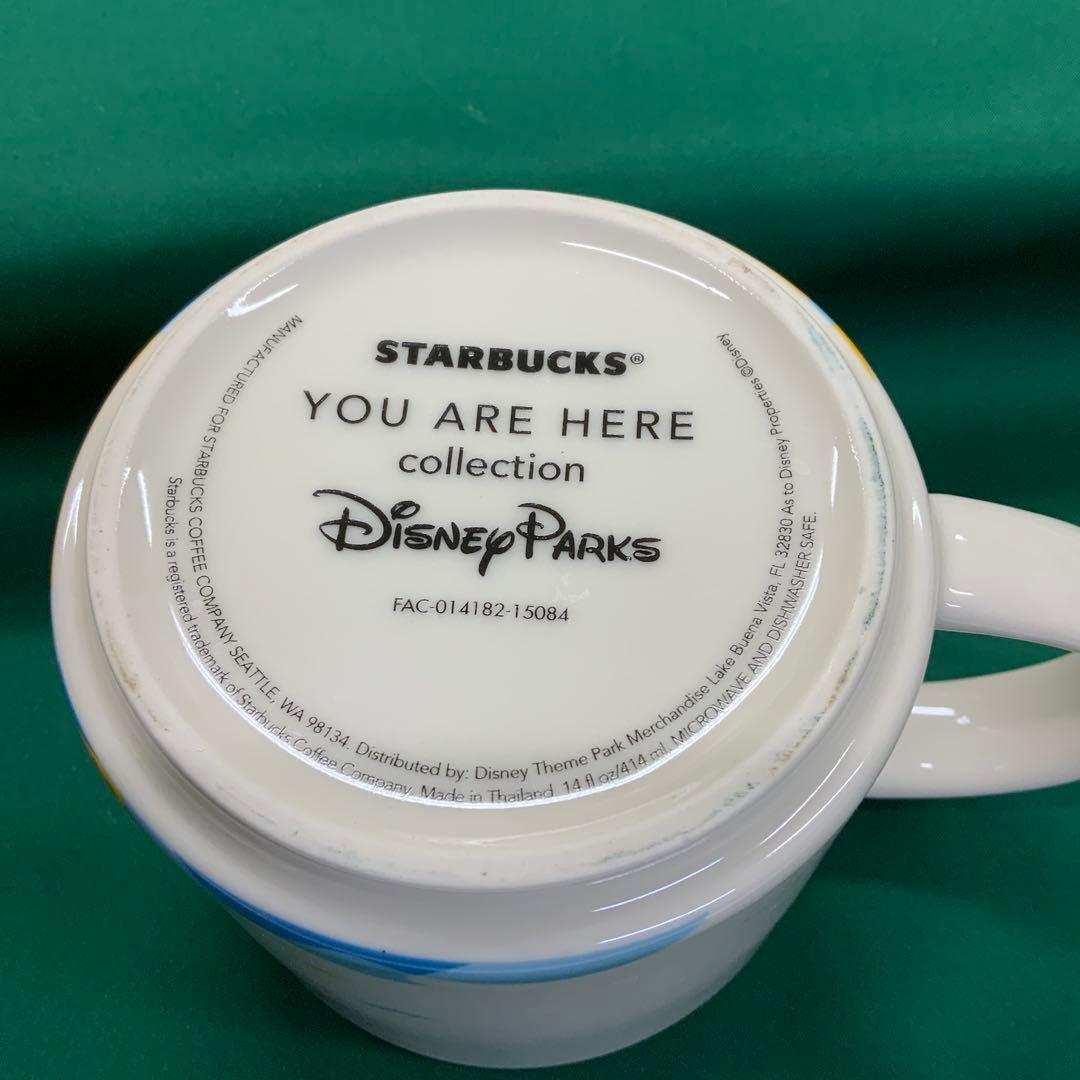 STARBUCKS®
YOU ARE HERE
collection
Disney Parks
FAC-014182-15084
MANUFACTURED FOR STARBUCKS COFFEE COMPANY SEATTLE, WA 98134. Distributed by: Disney Theme Park Merchandise Lake Buena Vista, FL 32830 As to Disney Properties ©Disney
Starbucks is a registered trademark of Starbucks Coffee Company. Made in Thailand. 14 fl oz/414 ml. MICROWAVE AND DISHWASHER SAFE.